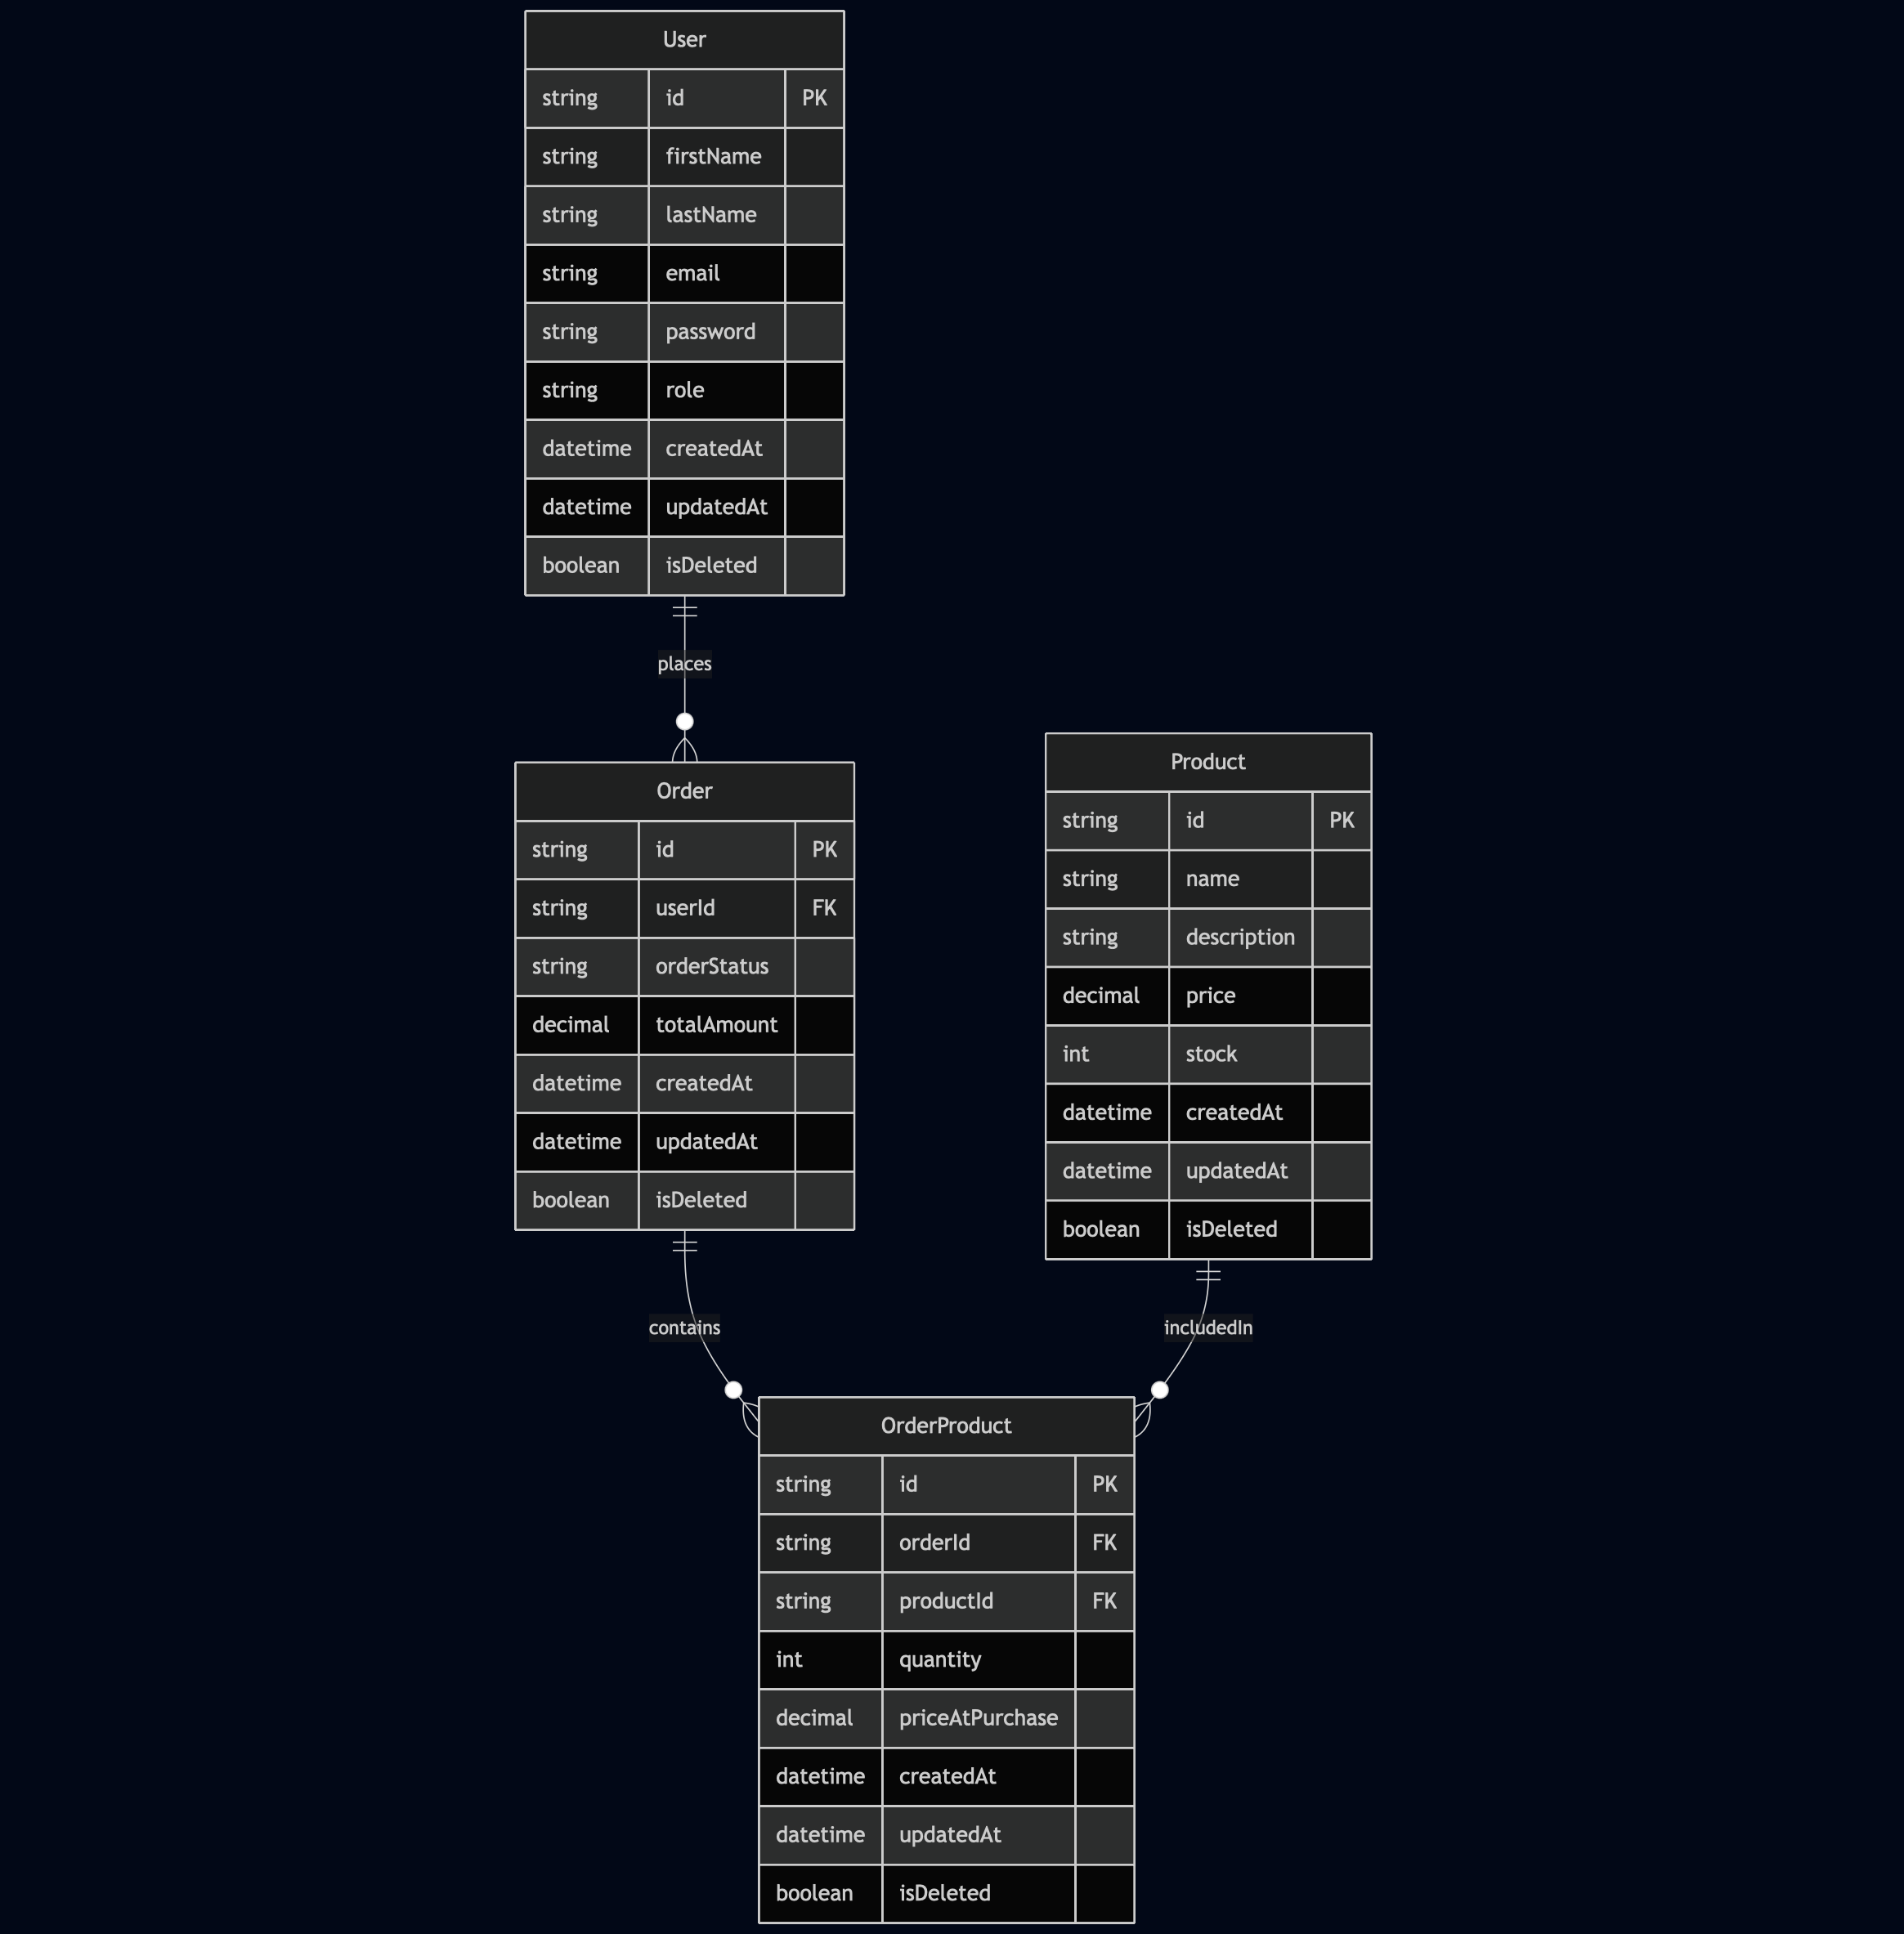 User
string id PK
string firstName
string lastName
string email
string password
string role
datetime createdAt
datetime updatedAt
boolean isDeleted
places
Order
string id PK
string userId FK
string orderStatus
decimal totalAmount
datetime createdAt
datetime updatedAt
boolean isDeleted
Product
string id PK
string name
string description
decimal price
int stock
datetime createdAt
datetime updatedAt
boolean isDeleted
contains
includedIn
OrderProduct
string id PK
string orderId FK
string productId FK
int quantity
decimal priceAtPurchase
datetime createdAt
datetime updatedAt
boolean isDeleted